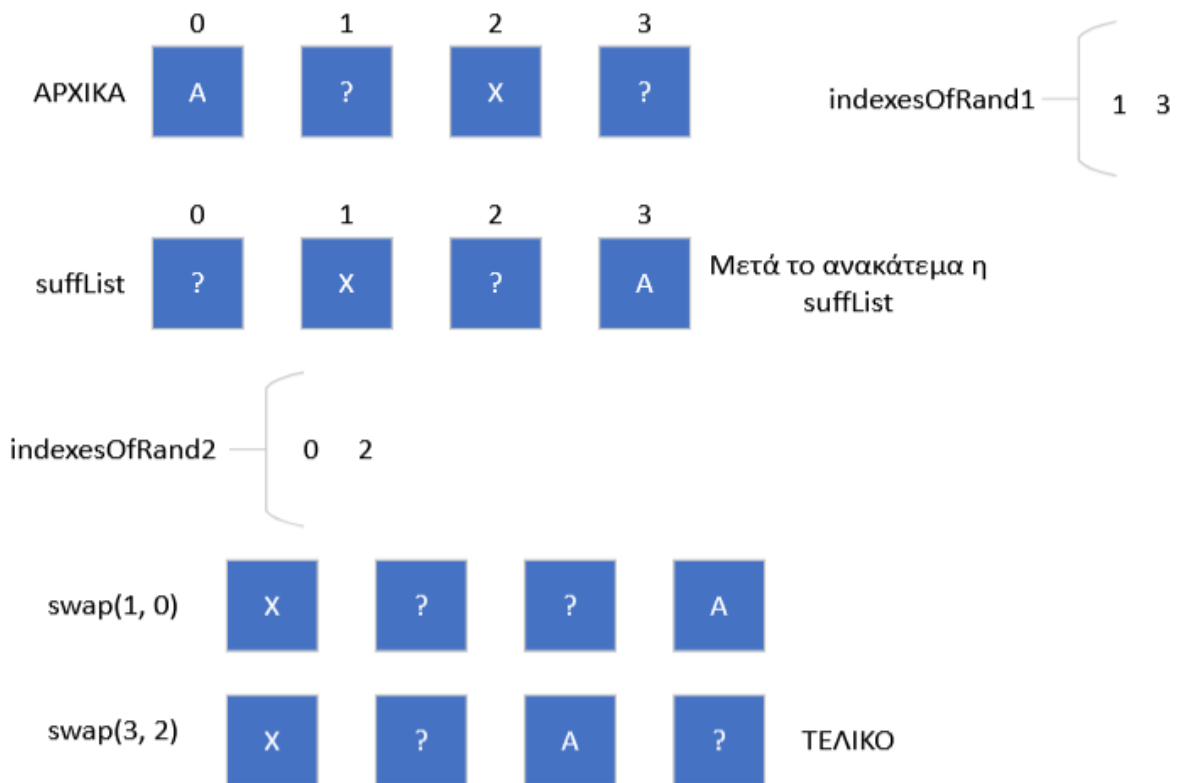 0 1 2 3
ΑΡΧΙΚΑ A ? X ? indexesOfRand1 1 3
0 1 2 3
suffList ? X ? A Μετά το ανακάτεμα η
suffList
indexesOfRand2 0 2
swap(1, 0) X ? ? A
swap(3, 2) X ? A ? ΤΕΛΙΚΟ